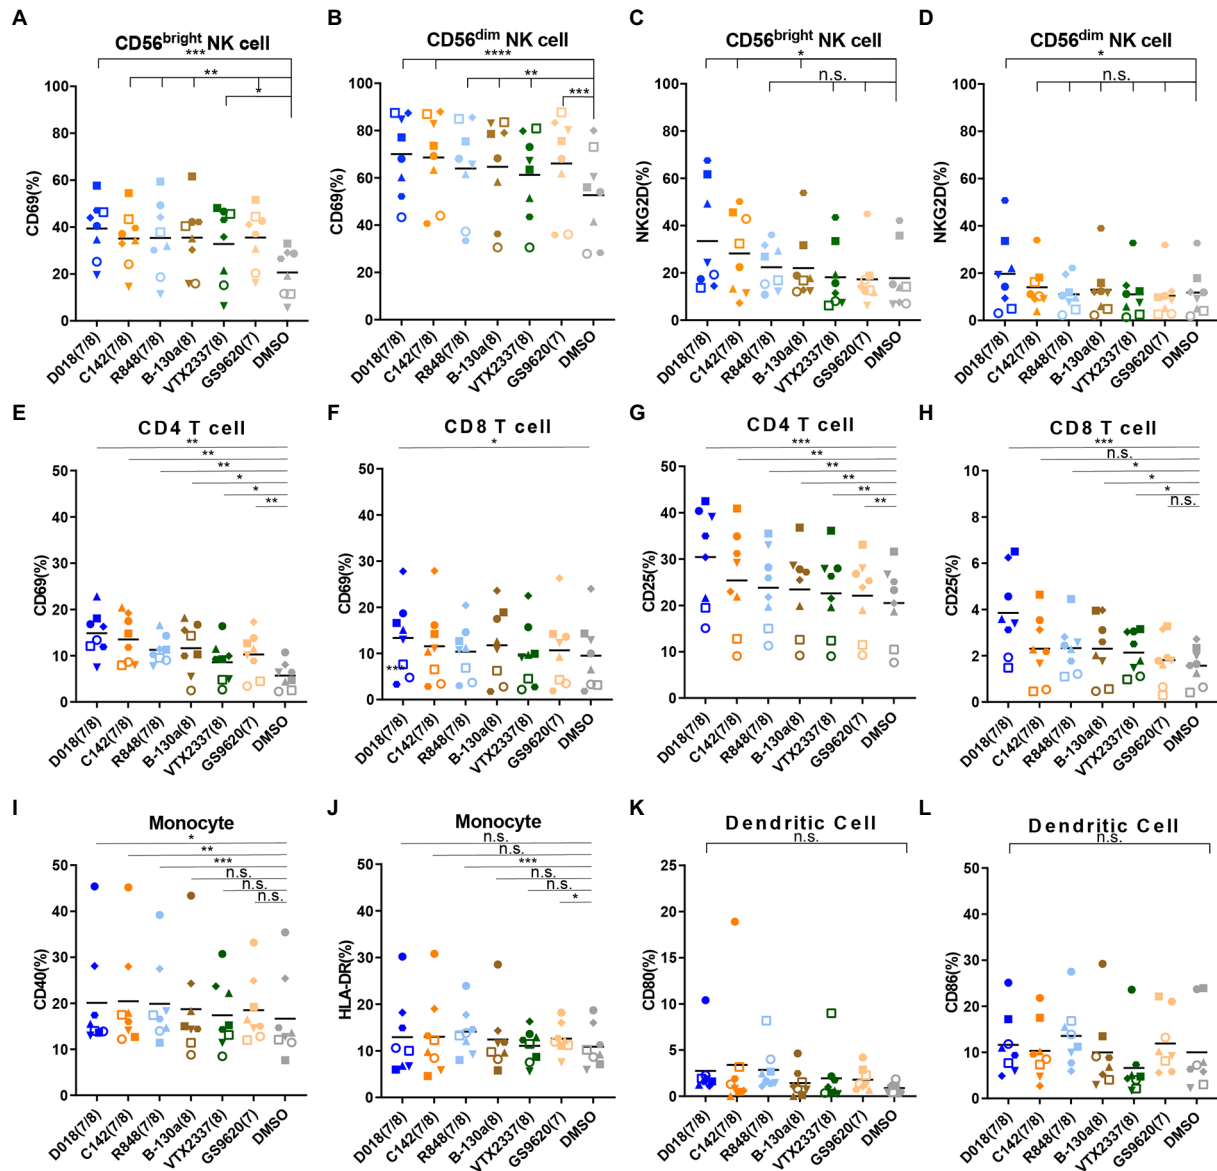 A
CD56bright NK cell
***
**
*
100
80
60
40
20
0
CD69(%)
D018(7/8)
C142(7/8)
R848(7/8)
B-130a(8)
VTX2337(8)
GS9620(7)
DMSO
B
CD56dim NK cell
****
**
***
100
80
60
40
20
0
CD69(%)
D018(7/8)
C142(7/8)
R848(7/8)
B-130a(8)
VTX2337(8)
GS9620(7)
DMSO
C
CD56bright NK cell
*
n.s.
100
80
60
40
20
0
NKG2D(%)
D018(7/8)
C142(7/8)
R848(7/8)
B-130a(8)
VTX2337(8)
GS9620(7)
DMSO
D
CD56dim NK cell
*
n.s.
100
80
60
40
20
0
NKG2D(%)
D018(7/8)
C142(7/8)
R848(7/8)
B-130a(8)
VTX2337(8)
GS9620(7)
DMSO
E
CD4 T cell
**
**
**
*
*
**
50
40
30
20
10
0
CD69(%)
D018(7/8)
C142(7/8)
R848(7/8)
B-130a(8)
VTX2337(8)
GS9620(7)
DMSO
F
CD8 T cell
*
50
40
30
20
10
0
CD69(%)
***
D018(7/8)
C142(7/8)
R848(7/8)
B-130a(8)
VTX2337(8)
GS9620(7)
DMSO
G
CD4 T cell
***
**
**
**
**
**
50
40
30
20
10
0
CD25(%)
D018(7/8)
C142(7/8)
R848(7/8)
B-130a(8)
VTX2337(8)
GS9620(7)
DMSO
H
CD8 T cell
***
n.s.
*
*
*
n.s.
10
8
6
4
2
0
CD25(%)
D018(7/8)
C142(7/8)
R848(7/8)
B-130a(8)
VTX2337(8)
GS9620(7)
DMSO
I
Monocyte
*
**
***
n.s.
n.s.
n.s.
50
40
30
20
10
0
CD40(%)
D018(7/8)
C142(7/8)
R848(7/8)
B-130a(8)
VTX2337(8)
GS9620(7)
DMSO
J
Monocyte
n.s.
n.s.
***
n.s.
n.s.
*
50
40
30
20
10
0
HLA-DR(%)
D018(7/8)
C142(7/8)
R848(7/8)
B-130a(8)
VTX2337(8)
GS9620(7)
DMSO
K
Dendritic Cell
n.s.
25
20
15
10
5
0
CD80(%)
D018(7/8)
C142(7/8)
R848(7/8)
B-130a(8)
VTX2337(8)
GS9620(7)
DMSO
L
Dendritic Cell
n.s.
50
40
30
20
10
0
CD86(%)
D018(7/8)
C142(7/8)
R848(7/8)
B-130a(8)
VTX2337(8)
GS9620(7)
DMSO